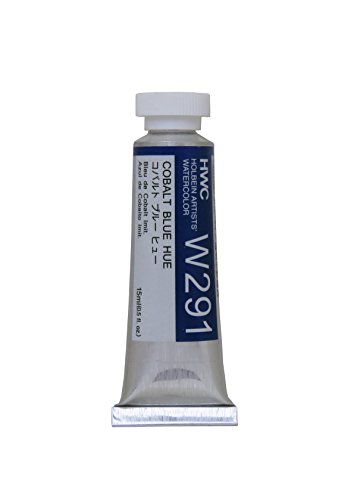 HWC
HOLBEIN ARTISTS'
WATERCOLOR
W291
COBALT BLUE HUE
コバルト ブルー ヒュー
Bleu de Cobalt Imit.
Azul de Cobalto Imit.
15ml(0.5 fl. oz)